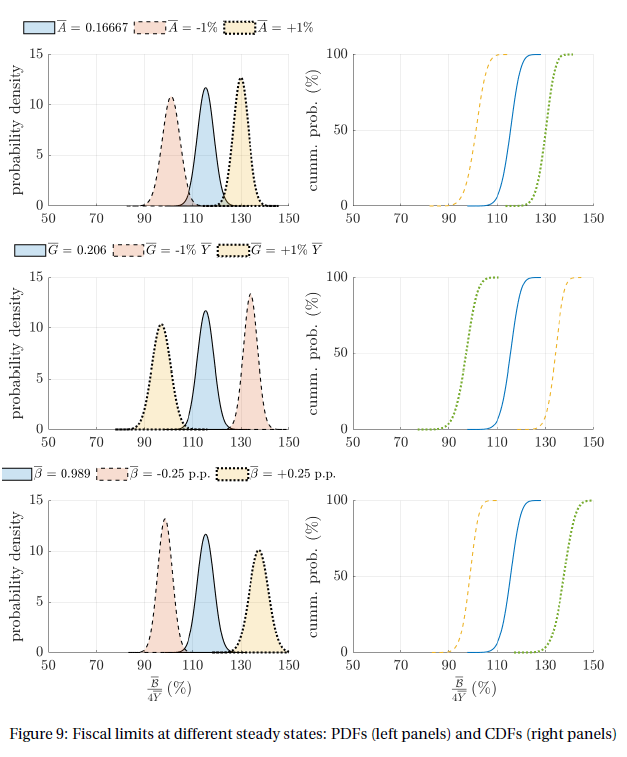 A̅ = 0.16667 A̅ = -1% A̅ = +1%
probability density
15
10
5
0
50 70 90 110 130 150
cumm. prob. (%)
100
50
0
50 70 90 110 130 150
G̅ = 0.206 G̅ = -1% Y̅ G̅ = +1% Y̅
probability density
15
10
5
0
50 70 90 110 130 150
cumm. prob. (%)
100
50
0
50 70 90 110 130 150
β̅ = 0.989 β̅ = -0.25 p.p. β̅ = +0.25 p.p.
probability density
15
10
5
0
50 70 90 110 130 150
B̅/4Y̅ (%)
cumm. prob. (%)
100
50
0
50 70 90 110 130 150
B̅/4Y̅ (%)
Figure 9: Fiscal limits at different steady states: PDFs (left panels) and CDFs (right panels)